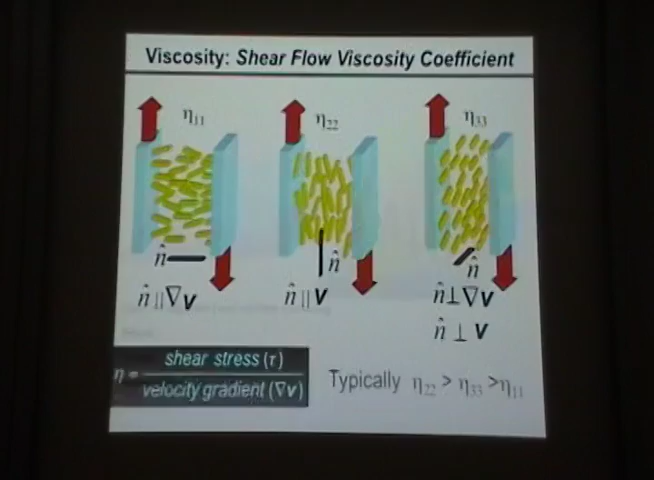 Viscosity: Shear Flow Viscosity Coefficient
η₁₁ η₂₂ η₃₃
n̂ n̂ n̂
n̂ || ∇v n̂ || v n̂ ⊥ ∇v
n̂ ⊥ v
η = shear stress (τ)
velocity gradient (∇v)
Typically η₂₂ > η₃₃ > η₁₁